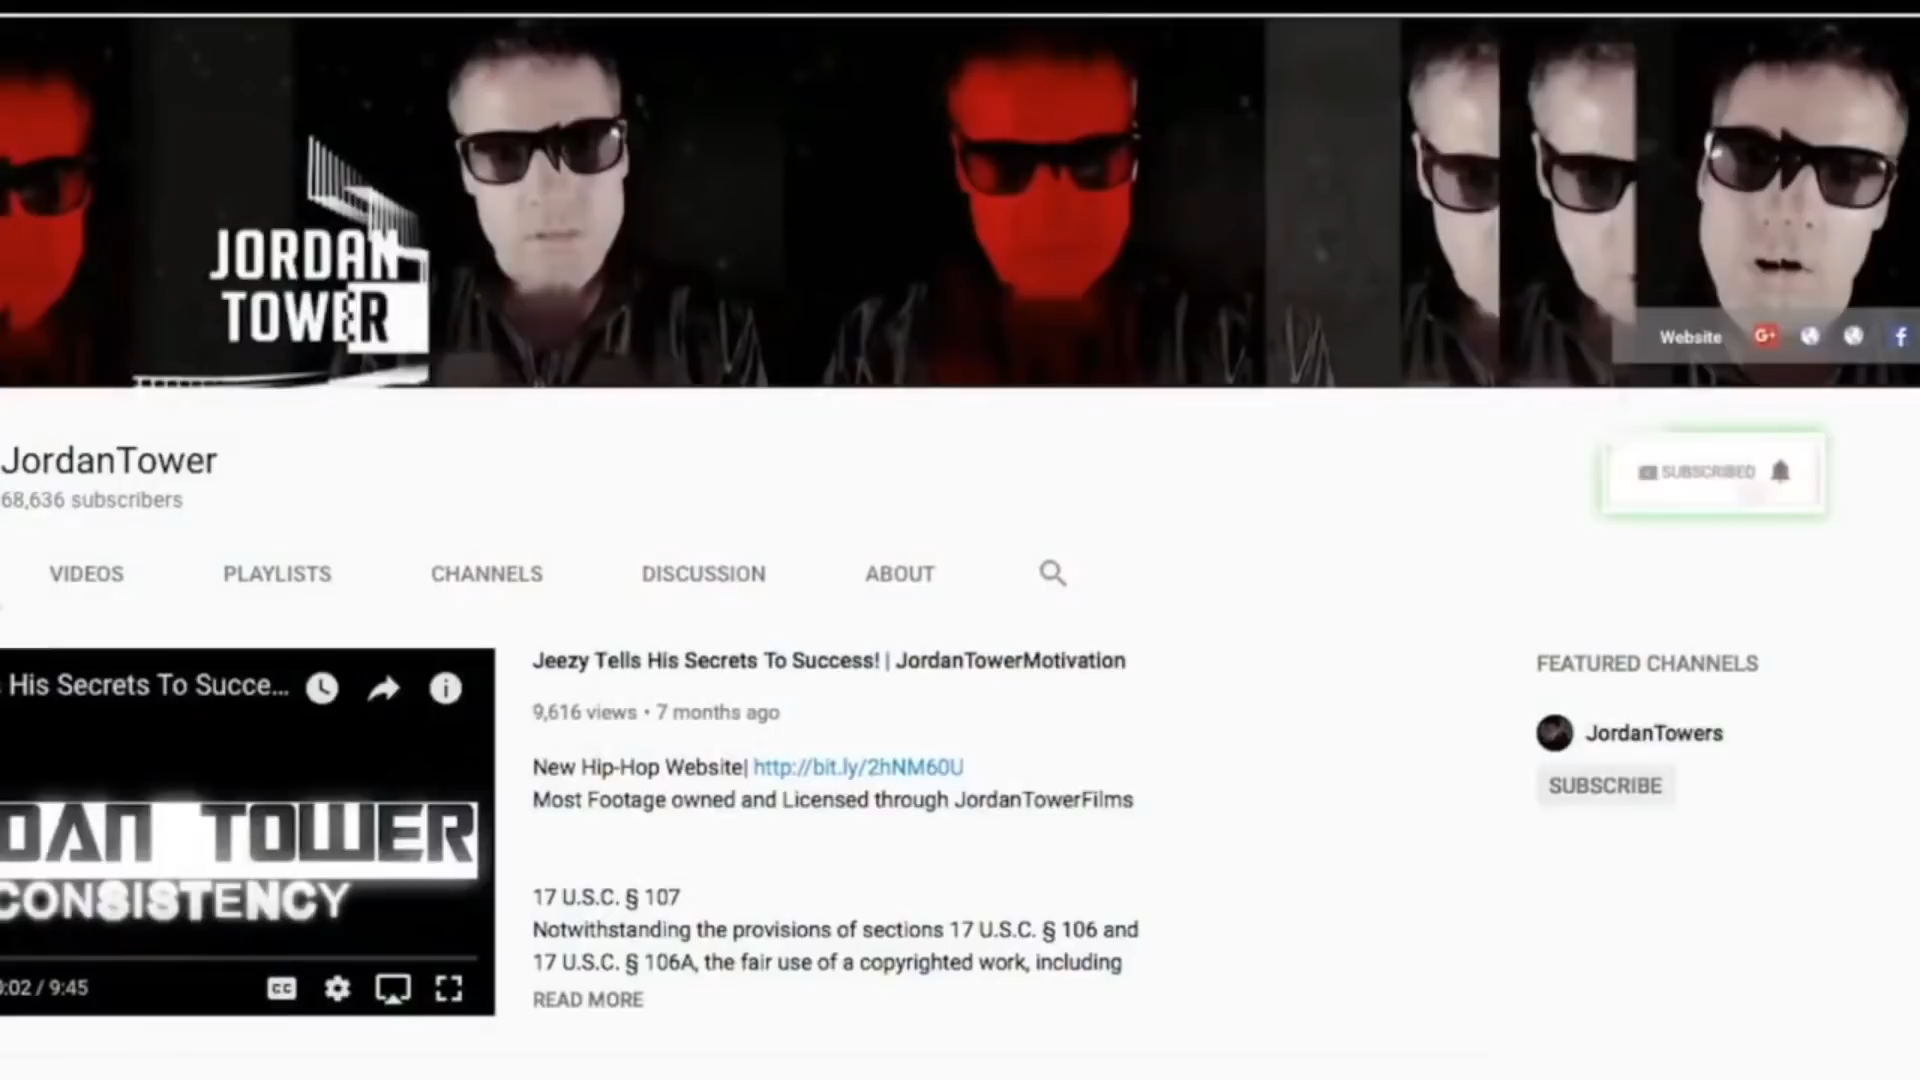 JORDAN
TOWER
Website
G+
f
JordanTower
68,636 subscribers
SUBSCRIBED
VIDEOS
PLAYLISTS
CHANNELS
DISCUSSION
ABOUT
His Secrets To Succe...
DAN TOWER
CONSISTENCY
0:02 / 9:45
CC
Jeezy Tells His Secrets To Success! | JordanTowerMotivation
9,616 views • 7 months ago
New Hip-Hop Website| http://bit.ly/2hNM60U
Most Footage owned and Licensed through JordanTowerFilms
17 U.S.C. § 107
Notwithstanding the provisions of sections 17 U.S.C. § 106 and
17 U.S.C. § 106A, the fair use of a copyrighted work, including
READ MORE
FEATURED CHANNELS
JordanTowers
SUBSCRIBE